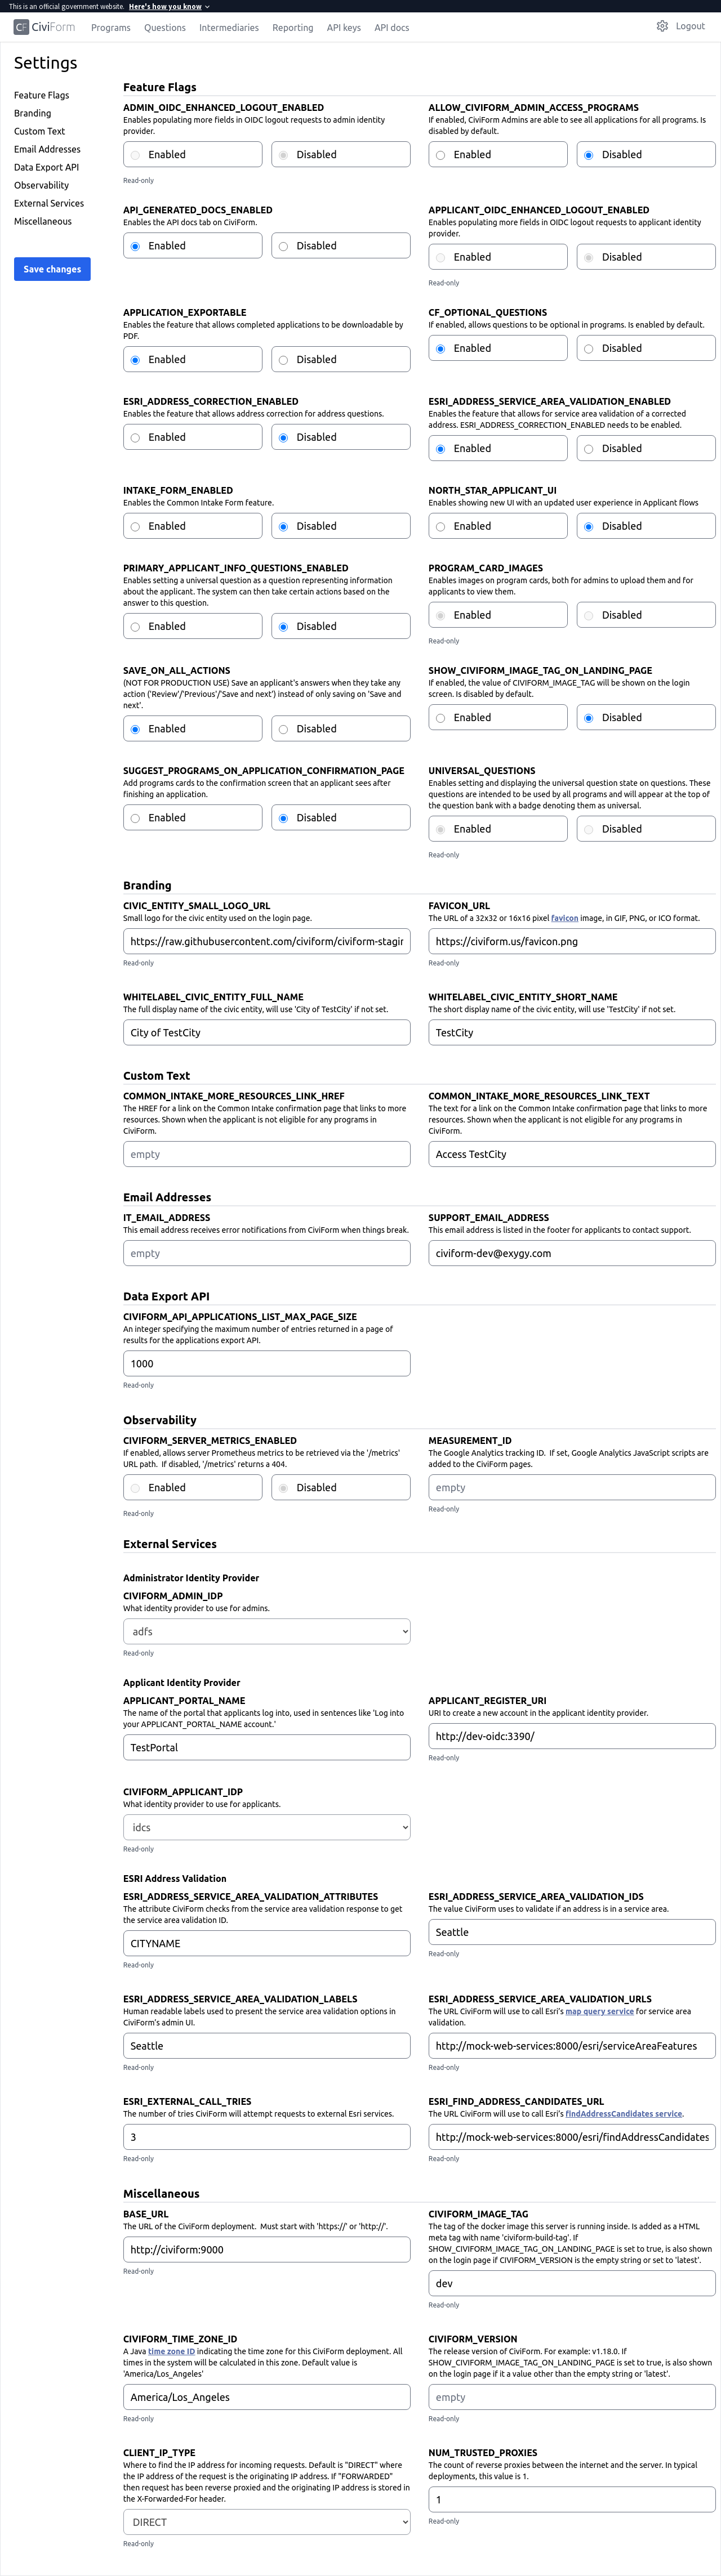 This is an official government website. Here's how you know
CF CiviForm Programs Questions Intermediaries Reporting API keys API docs Logout
Settings
Feature Flags
Branding
Custom Text
Email Addresses
Data Export API
Observability
External Services
Miscellaneous
Save changes
Feature Flags
ADMIN_OIDC_ENHANCED_LOGOUT_ENABLED
Enables populating more fields in OIDC logout requests to admin identity
provider.
Enabled Disabled
Read-only
ALLOW_CIVIFORM_ADMIN_ACCESS_PROGRAMS
If enabled, CiviForm Admins are able to see all applications for all programs. Is
disabled by default.
Enabled Disabled
API_GENERATED_DOCS_ENABLED
Enables the API docs tab on CiviForm.
Enabled Disabled
APPLICANT_OIDC_ENHANCED_LOGOUT_ENABLED
Enables populating more fields in OIDC logout requests to applicant identity
provider.
Enabled Disabled
Read-only
APPLICATION_EXPORTABLE
Enables the feature that allows completed applications to be downloadable by
PDF.
Enabled Disabled
CF_OPTIONAL_QUESTIONS
If enabled, allows questions to be optional in programs. Is enabled by default.
Enabled Disabled
ESRI_ADDRESS_CORRECTION_ENABLED
Enables the feature that allows address correction for address questions.
Enabled Disabled
ESRI_ADDRESS_SERVICE_AREA_VALIDATION_ENABLED
Enables the feature that allows for service area validation of a corrected
address. ESRI_ADDRESS_CORRECTION_ENABLED needs to be enabled.
Enabled Disabled
INTAKE_FORM_ENABLED
Enables the Common Intake Form feature.
Enabled Disabled
NORTH_STAR_APPLICANT_UI
Enables showing new UI with an updated user experience in Applicant flows
Enabled Disabled
PRIMARY_APPLICANT_INFO_QUESTIONS_ENABLED
Enables setting a universal question as a question representing information
about the applicant. The system can then take certain actions based on the
answer to this question.
Enabled Disabled
PROGRAM_CARD_IMAGES
Enables images on program cards, both for admins to upload them and for
applicants to view them.
Enabled Disabled
Read-only
SAVE_ON_ALL_ACTIONS
(NOT FOR PRODUCTION USE) Save an applicant's answers when they take any
action ('Review'/'Previous'/'Save and next') instead of only saving on 'Save and
next'.
Enabled Disabled
SHOW_CIVIFORM_IMAGE_TAG_ON_LANDING_PAGE
If enabled, the value of CIVIFORM_IMAGE_TAG will be shown on the login
screen. Is disabled by default.
Enabled Disabled
SUGGEST_PROGRAMS_ON_APPLICATION_CONFIRMATION_PAGE
Add programs cards to the confirmation screen that an applicant sees after
finishing an application.
Enabled Disabled
UNIVERSAL_QUESTIONS
Enables setting and displaying the universal question state on questions. These
questions are intended to be used by all programs and will appear at the top of
the question bank with a badge denoting them as universal.
Enabled Disabled
Read-only
Branding
CIVIC_ENTITY_SMALL_LOGO_URL
Small logo for the civic entity used on the login page.
https://raw.githubusercontent.com/civiform/civiform-stagir
Read-only
FAVICON_URL
The URL of a 32x32 or 16x16 pixel favicon image, in GIF, PNG, or ICO format.
https://civiform.us/favicon.png
Read-only
WHITELABEL_CIVIC_ENTITY_FULL_NAME
The full display name of the civic entity, will use 'City of TestCity' if not set.
City of TestCity
WHITELABEL_CIVIC_ENTITY_SHORT_NAME
The short display name of the civic entity, will use 'TestCity' if not set.
TestCity
Custom Text
COMMON_INTAKE_MORE_RESOURCES_LINK_HREF
The HREF for a link on the Common Intake confirmation page that links to more
resources. Shown when the applicant is not eligible for any programs in
CiviForm.
empty
COMMON_INTAKE_MORE_RESOURCES_LINK_TEXT
The text for a link on the Common Intake confirmation page that links to more
resources. Shown when the applicant is not eligible for any programs in
CiviForm.
Access TestCity
Email Addresses
IT_EMAIL_ADDRESS
This email address receives error notifications from CiviForm when things break.
empty
SUPPORT_EMAIL_ADDRESS
This email address is listed in the footer for applicants to contact support.
civiform-dev@exygy.com
Data Export API
CIVIFORM_API_APPLICATIONS_LIST_MAX_PAGE_SIZE
An integer specifying the maximum number of entries returned in a page of
results for the applications export API.
1000
Read-only
Observability
CIVIFORM_SERVER_METRICS_ENABLED
If enabled, allows server Prometheus metrics to be retrieved via the '/metrics'
URL path. If disabled, '/metrics' returns a 404.
Enabled Disabled
Read-only
MEASUREMENT_ID
The Google Analytics tracking ID. If set, Google Analytics JavaScript scripts are
added to the CiviForm pages.
empty
Read-only
External Services
Administrator Identity Provider
CIVIFORM_ADMIN_IDP
What identity provider to use for admins.
adfs
Read-only
Applicant Identity Provider
APPLICANT_PORTAL_NAME
The name of the portal that applicants log into, used in sentences like 'Log into
your APPLICANT_PORTAL_NAME account.'
TestPortal
APPLICANT_REGISTER_URI
URI to create a new account in the applicant identity provider.
http://dev-oidc:3390/
Read-only
CIVIFORM_APPLICANT_IDP
What identity provider to use for applicants.
idcs
Read-only
ESRI Address Validation
ESRI_ADDRESS_SERVICE_AREA_VALIDATION_ATTRIBUTES
The attribute CiviForm checks from the service area validation response to get
the service area validation ID.
CITYNAME
Read-only
ESRI_ADDRESS_SERVICE_AREA_VALIDATION_IDS
The value CiviForm uses to validate if an address is in a service area.
Seattle
Read-only
ESRI_ADDRESS_SERVICE_AREA_VALIDATION_LABELS
Human readable labels used to present the service area validation options in
CiviForm's admin UI.
Seattle
Read-only
ESRI_ADDRESS_SERVICE_AREA_VALIDATION_URLS
The URL CiviForm will use to call Esri's map query service for service area
validation.
http://mock-web-services:8000/esri/serviceAreaFeatures
Read-only
ESRI_EXTERNAL_CALL_TRIES
The number of tries CiviForm will attempt requests to external Esri services.
3
Read-only
ESRI_FIND_ADDRESS_CANDIDATES_URL
The URL CiviForm will use to call Esri's findAddressCandidates service.
http://mock-web-services:8000/esri/findAddressCandidates
Read-only
Miscellaneous
BASE_URL
The URL of the CiviForm deployment. Must start with 'https://' or 'http://'.
http://civiform:9000
Read-only
CIVIFORM_IMAGE_TAG
The tag of the docker image this server is running inside. Is added as a HTML
meta tag with name 'civiform-build-tag'. If
SHOW_CIVIFORM_IMAGE_TAG_ON_LANDING_PAGE is set to true, is also shown
on the login page if CIVIFORM_VERSION is the empty string or set to 'latest'.
dev
Read-only
CIVIFORM_TIME_ZONE_ID
A Java time zone ID indicating the time zone for this CiviForm deployment. All
times in the system will be calculated in this zone. Default value is
'America/Los_Angeles'
America/Los_Angeles
Read-only
CIVIFORM_VERSION
The release version of CiviForm. For example: v1.18.0. If
SHOW_CIVIFORM_IMAGE_TAG_ON_LANDING_PAGE is set to true, is also shown
on the login page if it a value other than the empty string or 'latest'.
empty
Read-only
CLIENT_IP_TYPE
Where to find the IP address for incoming requests. Default is "DIRECT" where
the IP address of the request is the originating IP address. If "FORWARDED"
then request has been reverse proxied and the originating IP address is stored in
the X-Forwarded-For header.
DIRECT
Read-only
NUM_TRUSTED_PROXIES
The count of reverse proxies between the internet and the server. In typical
deployments, this value is 1.
1
Read-only